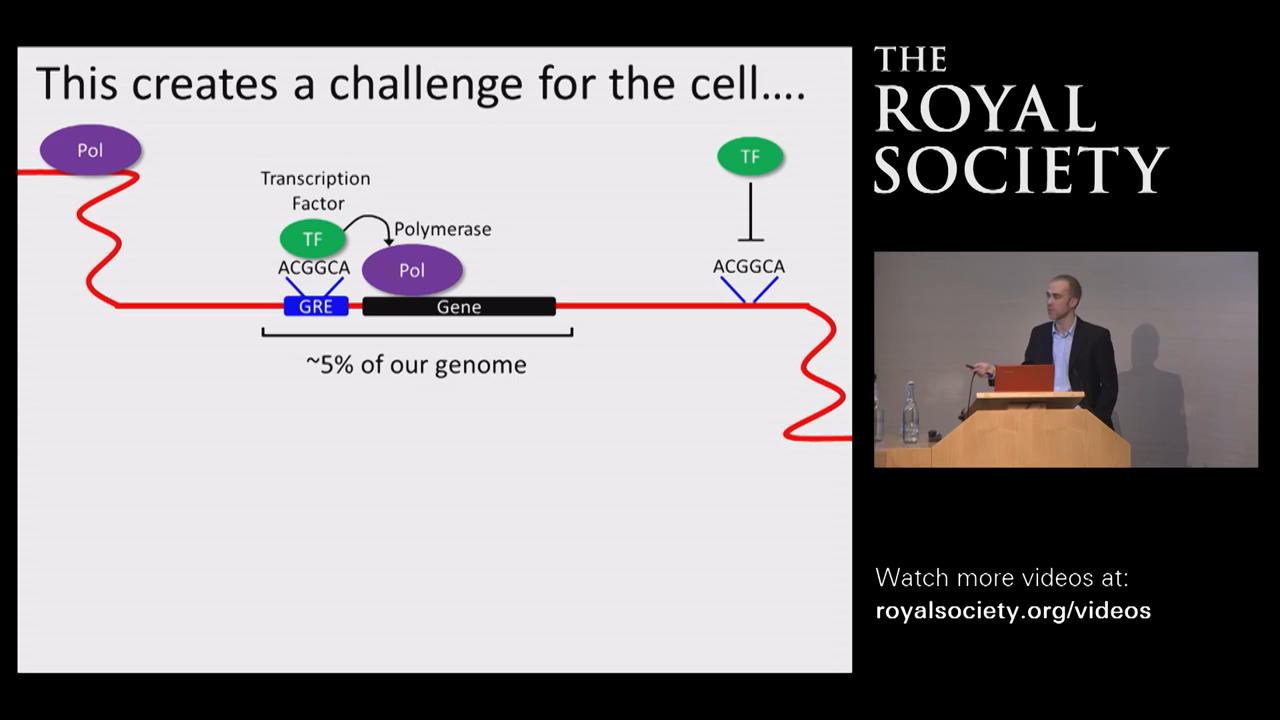 This creates a challenge for the cell....
Pol
Transcription
Factor
TF
Polymerase
ACGGCA
Pol
GRE
Gene
~5% of our genome
TF
ACGGCA
THE
ROYAL
SOCIETY
Watch more videos at:
royalsociety.org/videos